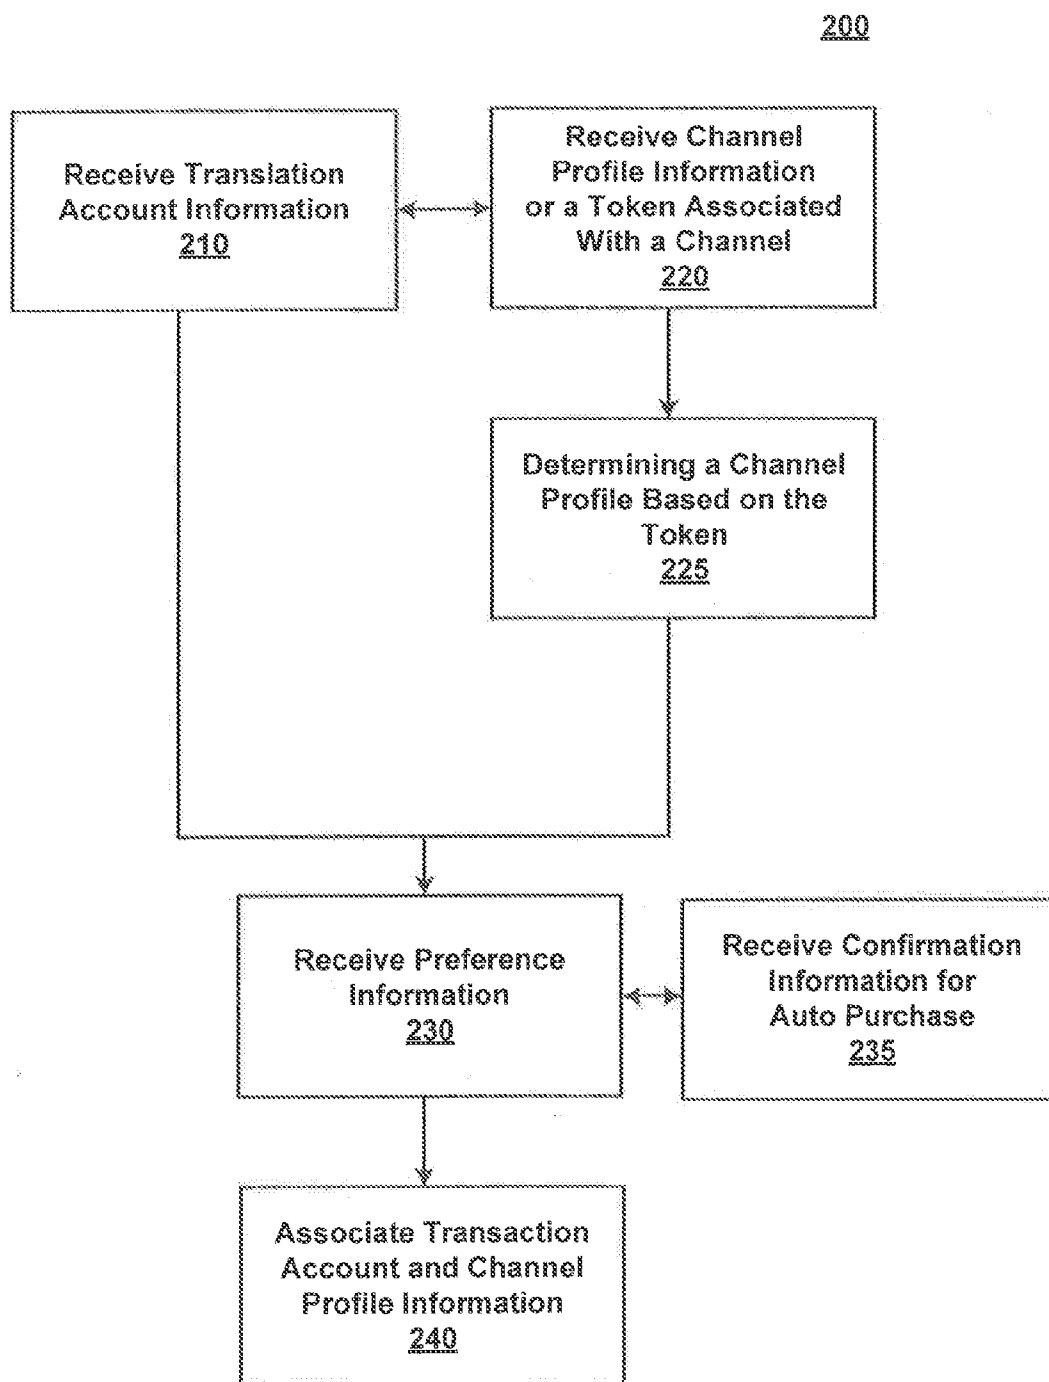 200
Receive Translation
Account Information
210
Receive Channel
Profile Information
or a Token Associated
With a Channel
220
Determining a Channel
Profile Based on the
Token
225
Receive Preference
Information
230
Receive Confirmation
Information for
Auto Purchase
235
Associate Transaction
Account and Channel
Profile Information
240